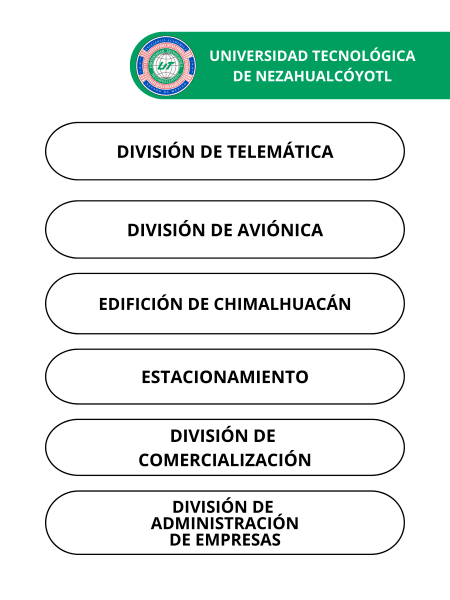 UNIVERSIDAD TECNOLÓGICA
DE NEZAHUALCÓYOTL
UT
DIVISIÓN DE TELEMÁTICA
DIVISIÓN DE AVIÓNICA
EDIFICIÓN DE CHIMALHUACÁN
ESTACIONAMIENTO
DIVISIÓN DE
COMERCIALIZACIÓN
DIVISIÓN DE
ADMINISTRACIÓN
DE EMPRESAS